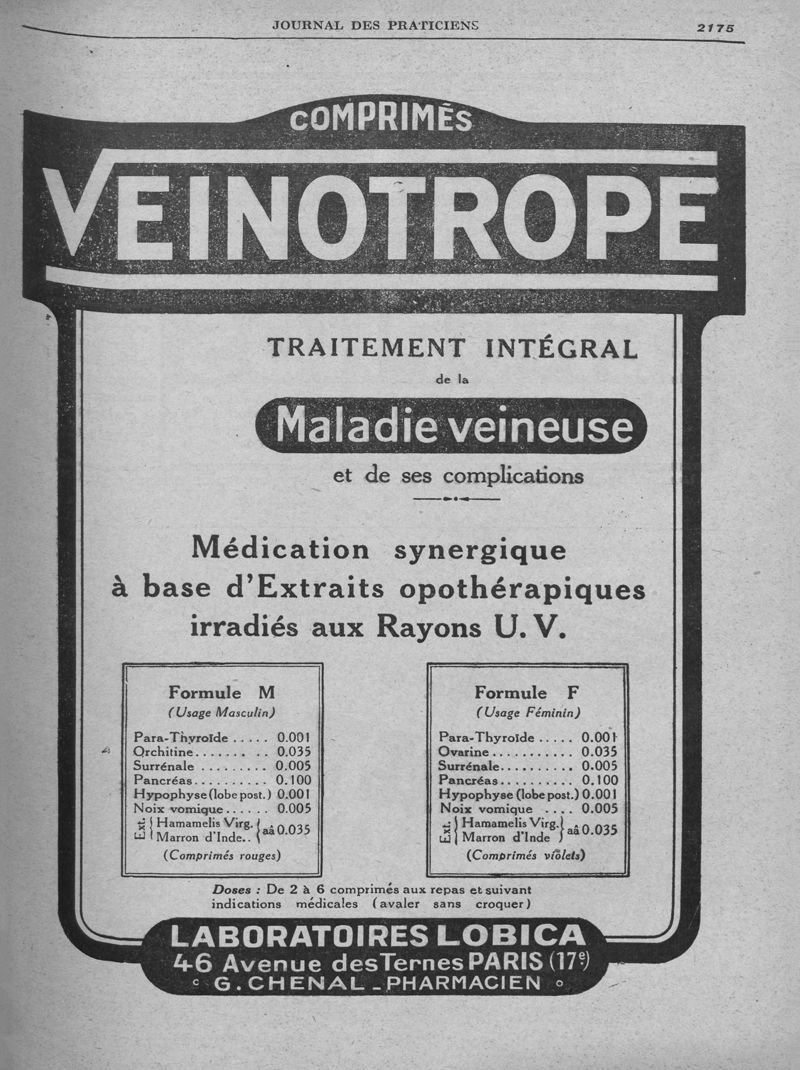 JOURNAL DES PRATICIENS
2175
COMPRIMÉS
VEINOTROPE
TRAITEMENT INTÉGRAL
de la
Maladie veineuse
et de ses complications
Médication synergique
à base d'Extraits opothérapiques
irradiés aux Rayons U. V.
Formule M
(Usage Masculin)
Para-Thyroïde ..... 0.001
Orchitine....... .. 0.035
Surrénale ......... 0.005
Pancréas.......... 0.100
Hypophyse (lobe post.) 0.001
Noix vomique...... 0.005
Ext. { Hamamelis Virg. } aâ 0.035
Marron d'Inde..
(Comprimés rouges)
Formule F
(Usage Féminin)
Para-Thyroïde ..... 0.001
Ovarine........... 0.035
Surrénale.......... 0.005
Pancréas.......... 0.100
Hypophyse (lobe post.) 0.001
Noix vomique .... 0.005
Ext. { Hamamelis Virg. } aâ 0.035
Marron d'Inde
(Comprimés violets)
Doses : De 2 à 6 comprimés aux repas et suivant
indications médicales (avaler sans croquer)
LABORATOIRES LOBICA
46 Avenue des Ternes PARIS (17e)
G. CHENAL _ PHARMACIEN